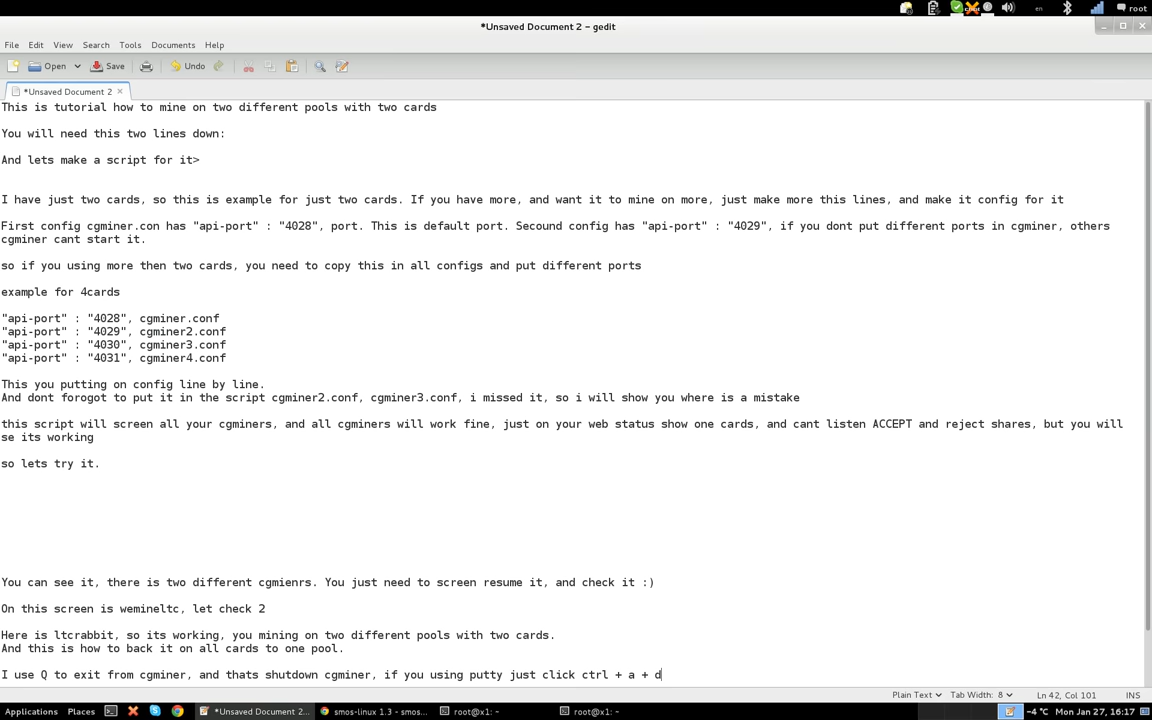 en
root
*Unsaved Document 2 – gedit
File Edit View Search Tools Documents Help
Open Save Undo
*Unsaved Document 2
This is tutorial how to mine on two different pools with two cards
You will need this two lines down:
And lets make a script for it>
I have just two cards, so this is example for just two cards. If you have more, and want it to mine on more, just make more this lines, and make it config for it
First config cgminer.con has "api-port" : "4028", port. This is default port. Secound config has "api-port" : "4029", if you dont put different ports in cgminer, others
cgminer cant start it.
so if you using more then two cards, you need to copy this in all configs and put different ports
example for 4cards
"api-port" : "4028", cgminer.conf
"api-port" : "4029", cgminer2.conf
"api-port" : "4030", cgminer3.conf
"api-port" : "4031", cgminer4.conf
This you putting on config line by line.
And dont forogot to put it in the script cgminer2.conf, cgminer3.conf, i missed it, so i will show you where is a mistake
this script will screen all your cgminers, and all cgminers will work fine, just on your web status show one cards, and cant listen ACCEPT and reject shares, but you will
se its working
so lets try it.
You can see it, there is two different cgmienrs. You just need to screen resume it, and check it :)
On this screen is wemineltc, let check 2
Here is ltcrabbit, so its working, you mining on two different pools with two cards.
And this is how to back it on all cards to one pool.
I use Q to exit from cgminer, and thats shutdown cgminer, if you using putty just click ctrl + a + d
Plain Text Tab Width: 8 Ln 42, Col 101 INS
Applications Places *Unsaved Document 2... smos-linux 1.3 – smos... root@x1: ~ root@x1: ~ -4 °C Mon Jan 27, 16:17